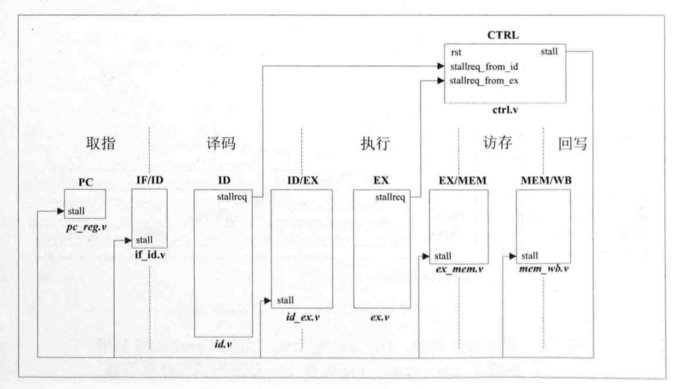 CTRL
rst stall
stallreq_from_id
stallreq_from_ex
ctrl.v
取指 译码 执行 访存 回写
PC IF/ID ID ID/EX EX EX/MEM MEM/WB
stallreq stallreq
stall
pc_reg.v
stall stall stall
if_id.v ex_mem.v mem_wb.v
stall
id_ex.v ex.v
id.v